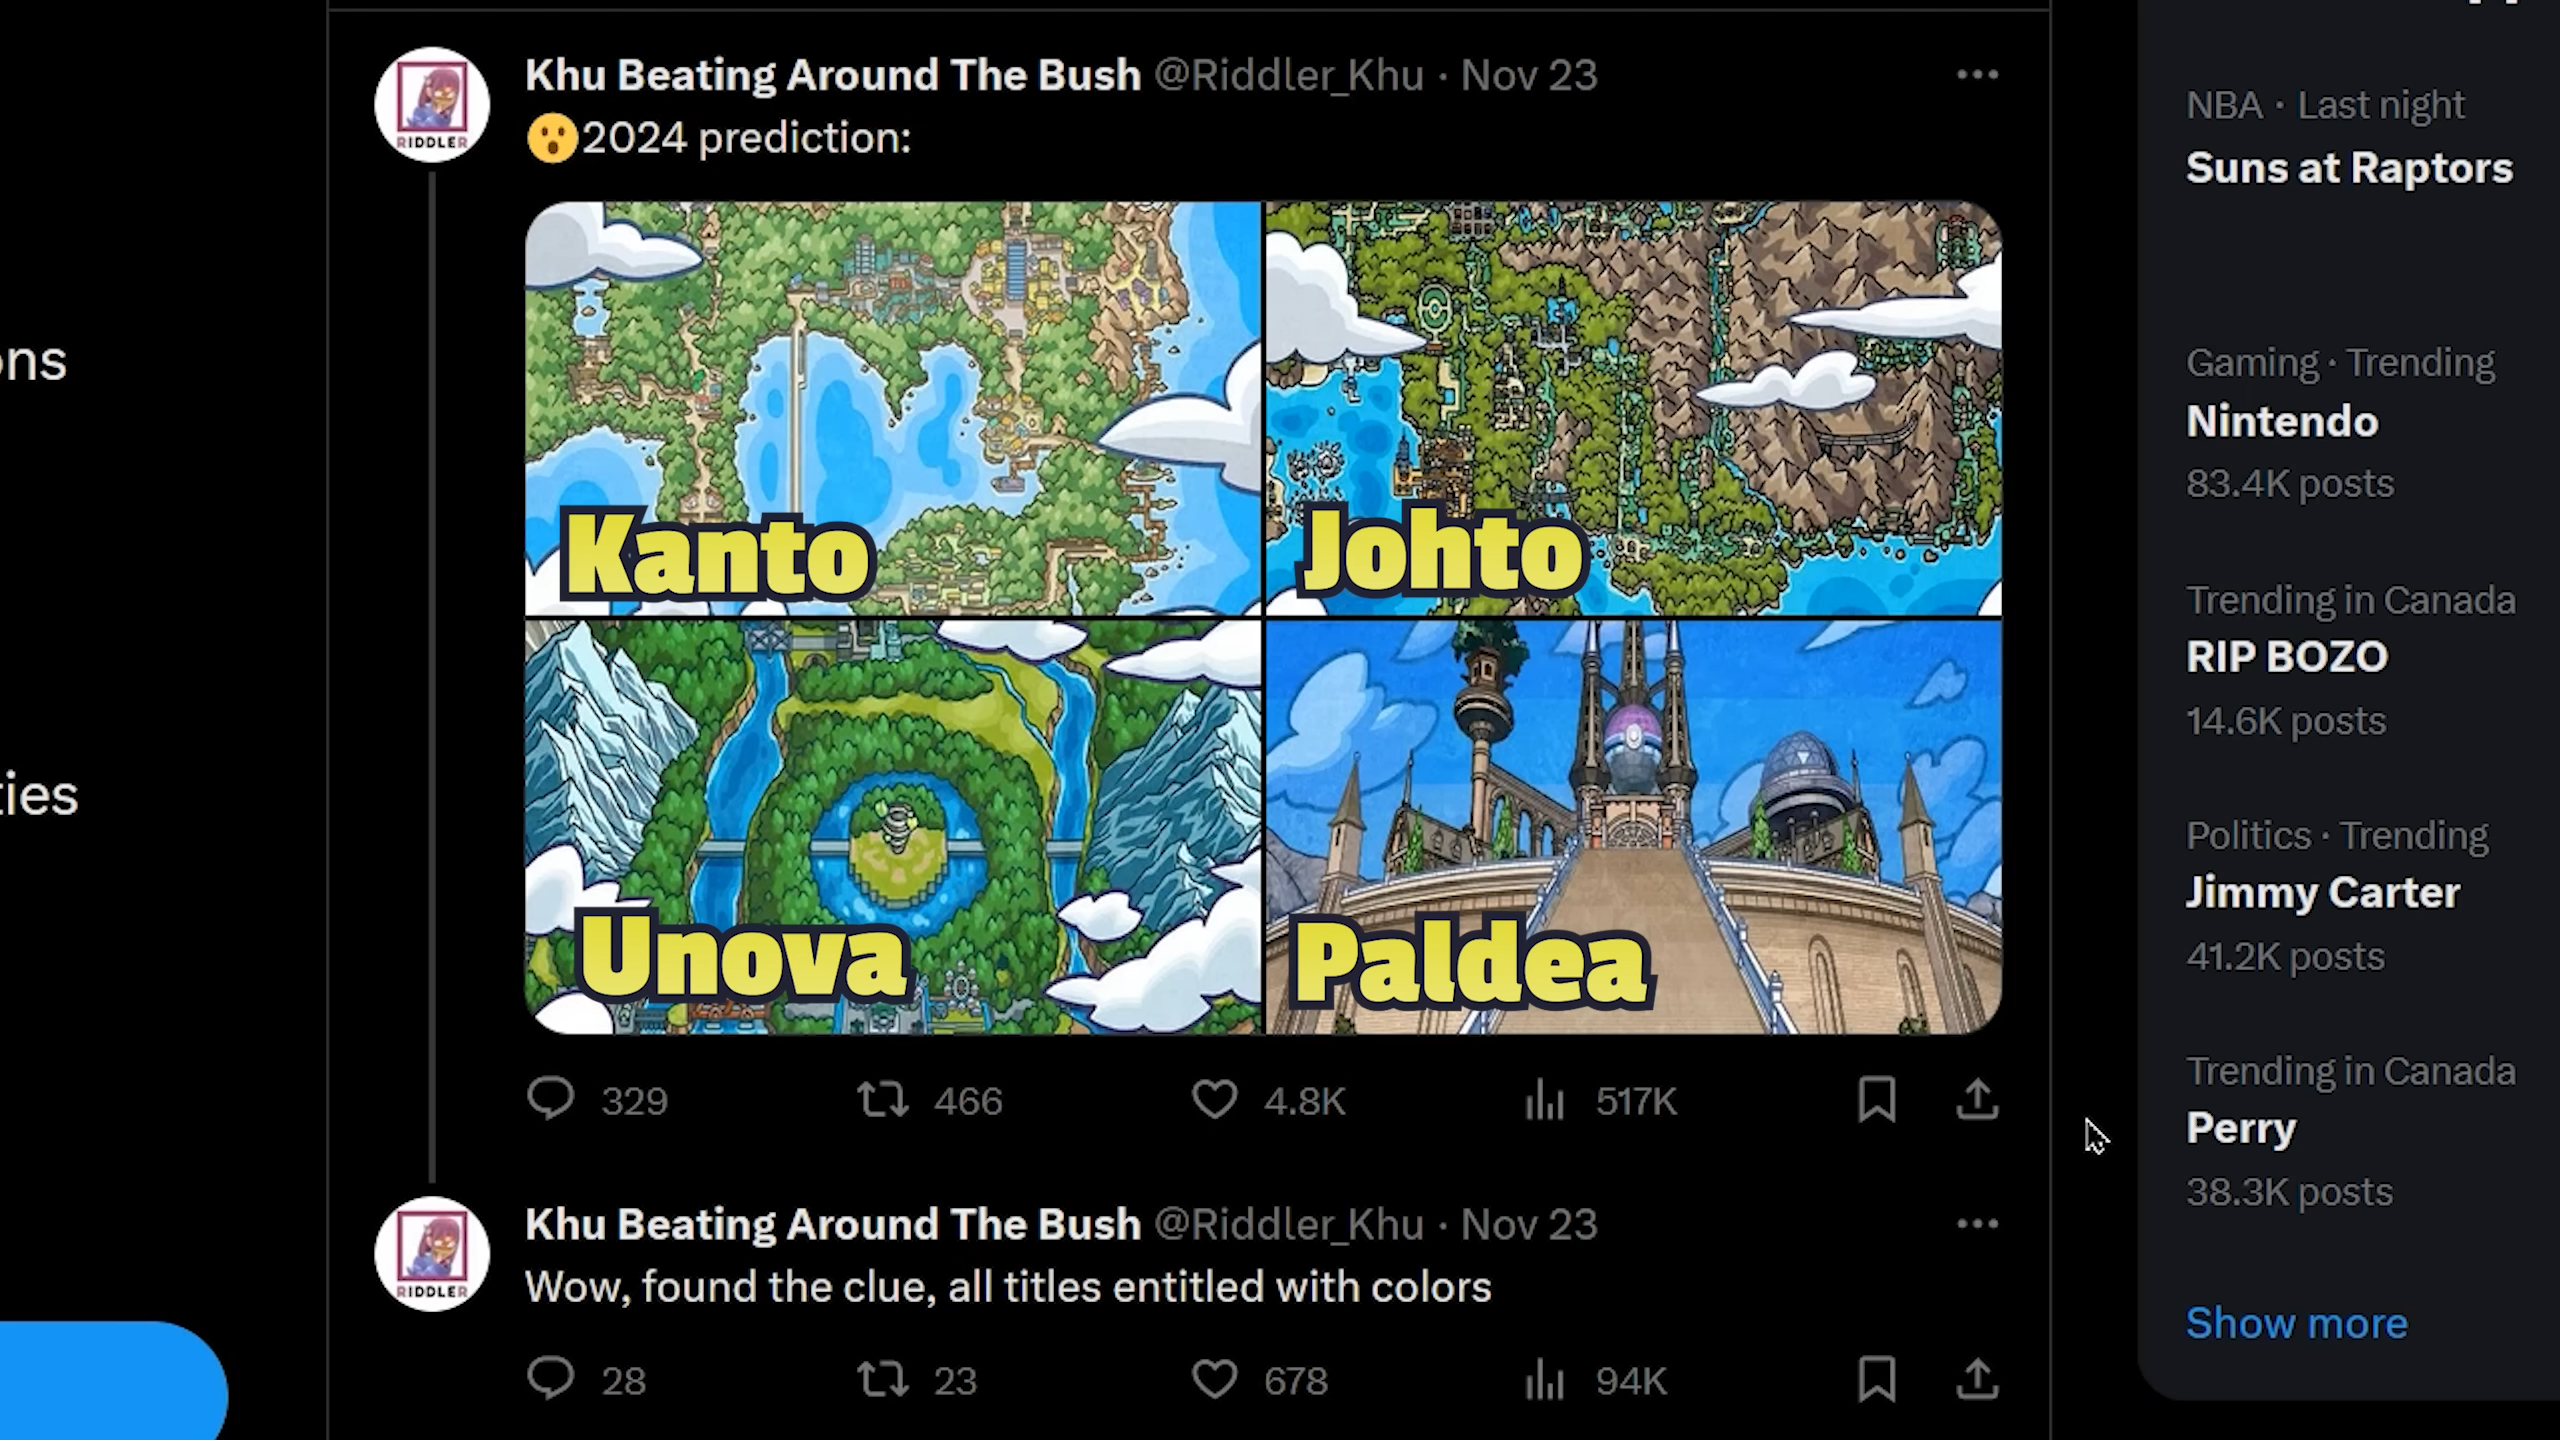 ons
ties
Khu Beating Around The Bush @Riddler_Khu · Nov 23
😮2024 prediction:
Kanto
Johto
Unova
Paldea
329 466 4.8K 517K
RIDDLER
Khu Beating Around The Bush @Riddler_Khu · Nov 23
Wow, found the clue, all titles entitled with colors
28 23 678 94K
RIDDLER
NBA · Last night
Suns at Raptors
Gaming · Trending
Nintendo
83.4K posts
Trending in Canada
RIP BOZO
14.6K posts
Politics · Trending
Jimmy Carter
41.2K posts
Trending in Canada
Perry
38.3K posts
Show more